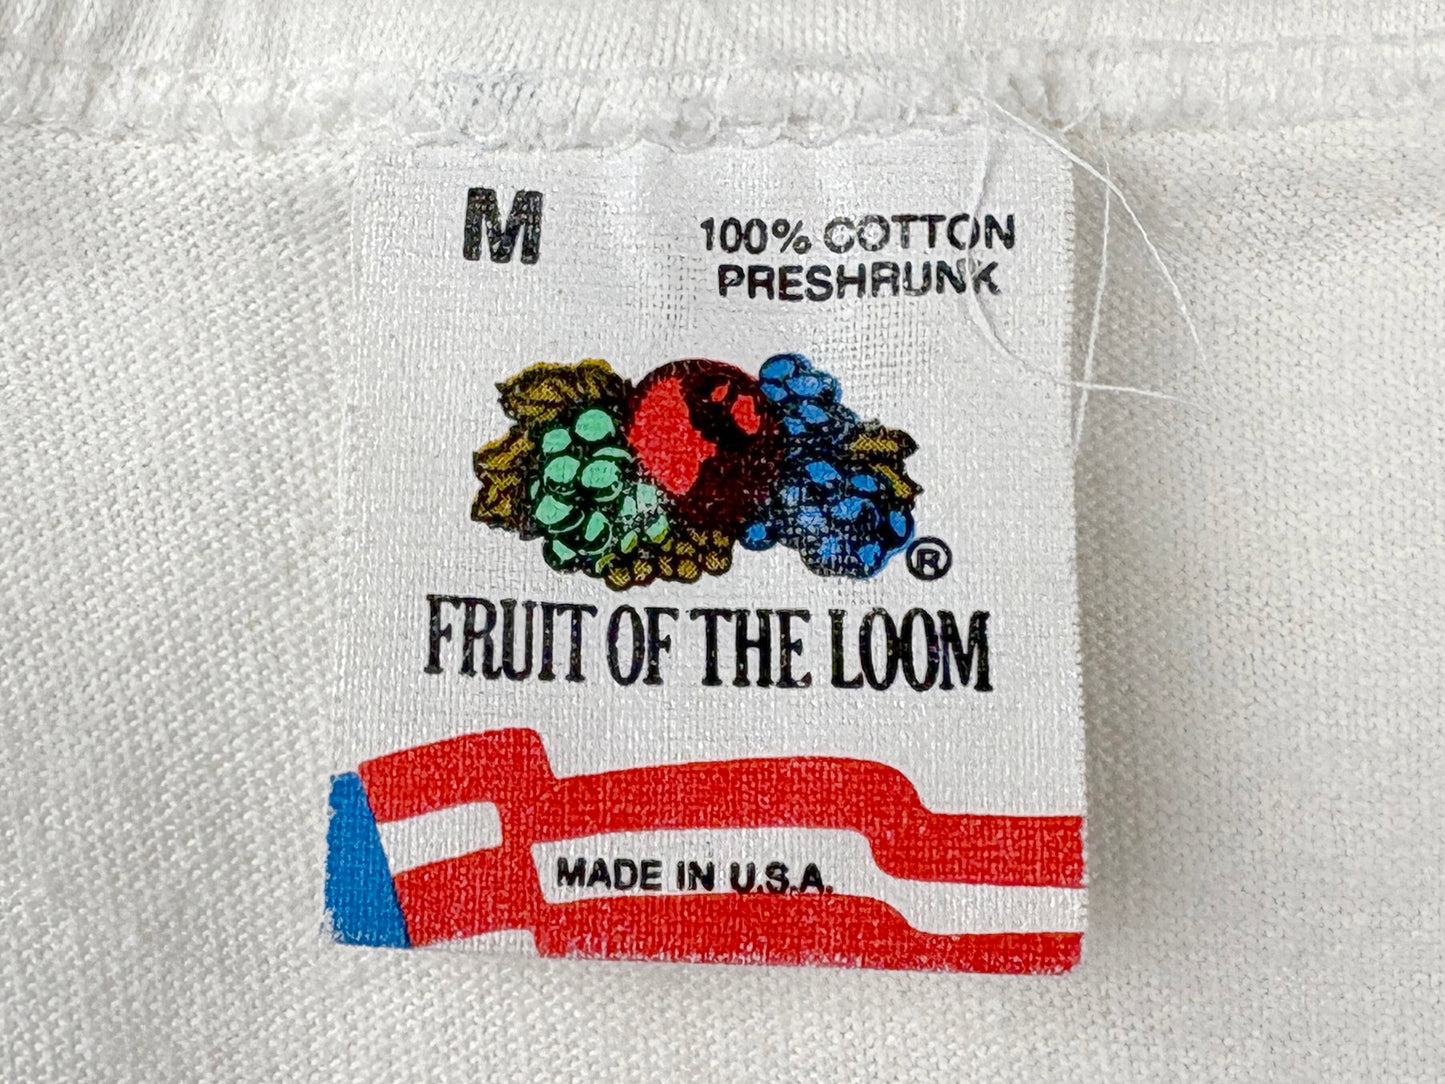 M
100% COTTON
PRESHRUNK
®
FRUIT OF THE LOOM
MADE IN U.S.A.